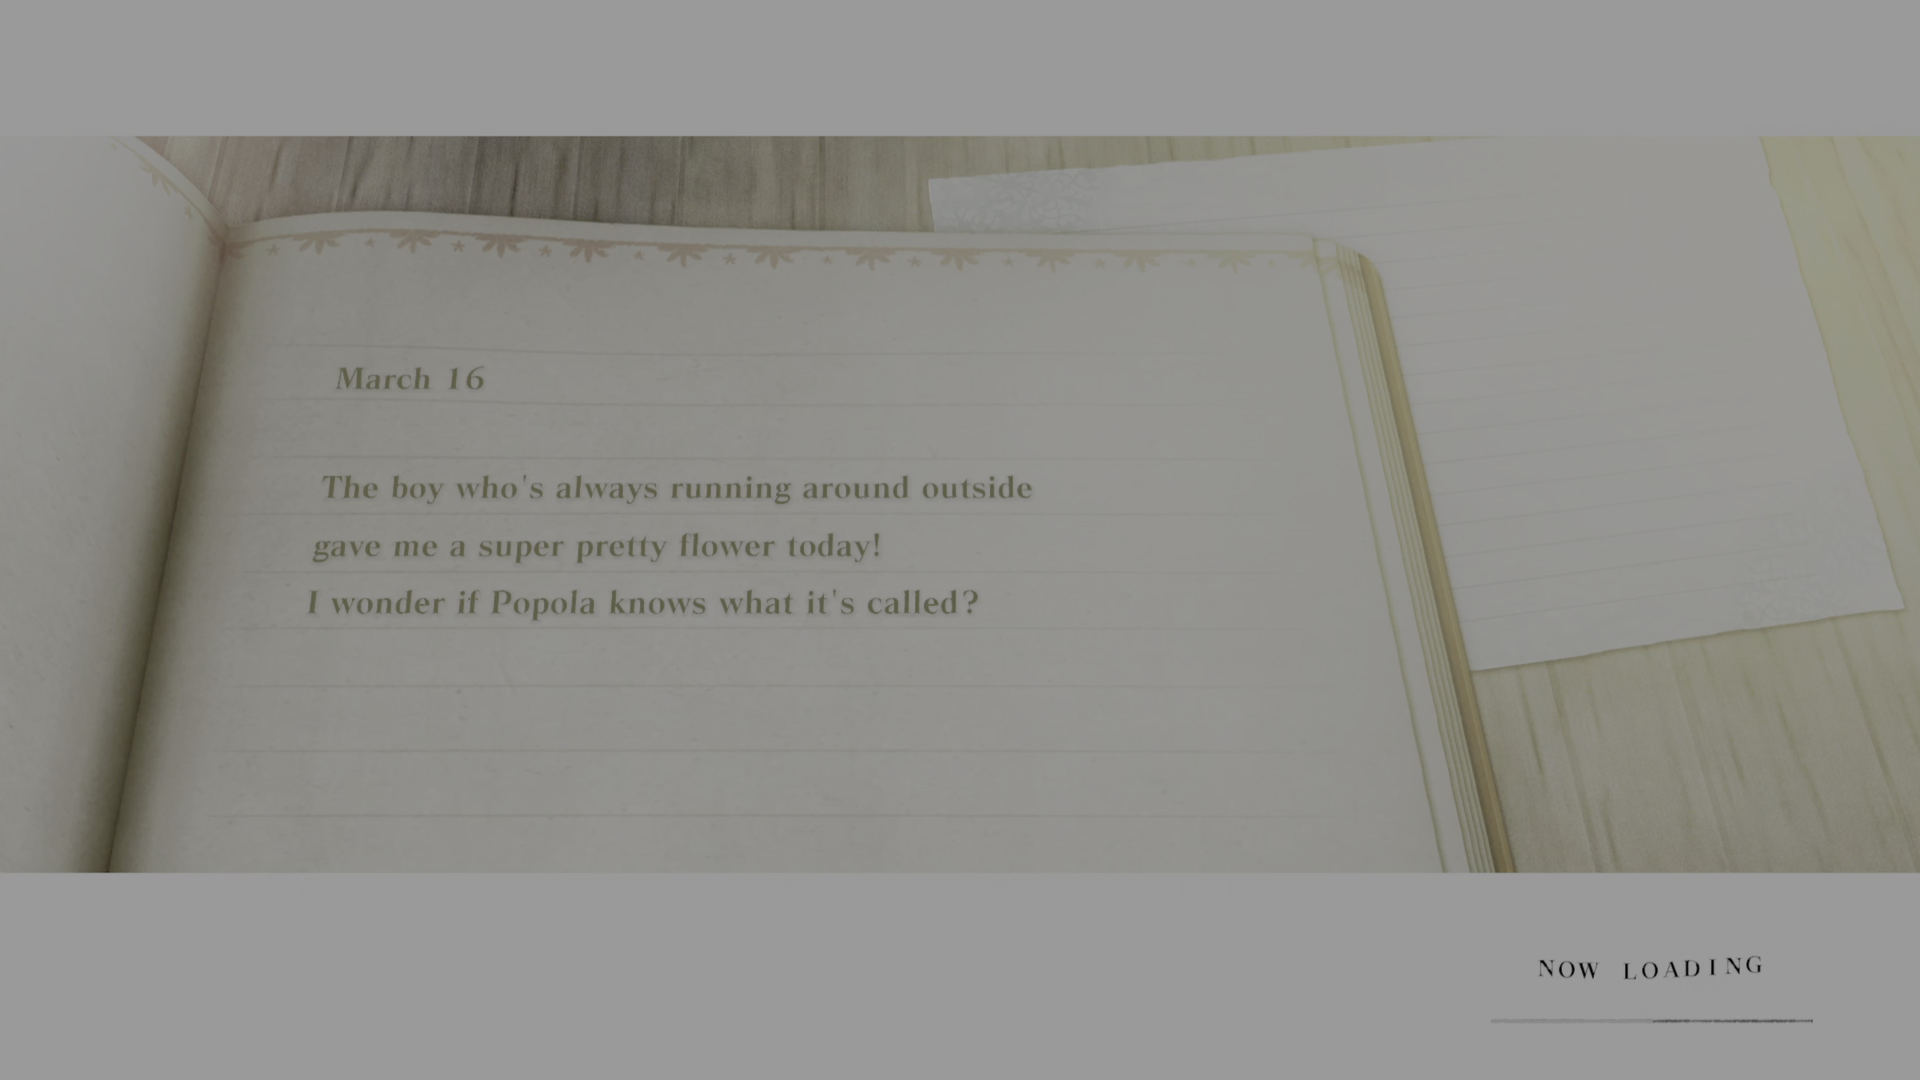 March 16
The boy who's always running around outside
gave me a super pretty flower today!
I wonder if Popola knows what it's called?
NOW LOADING